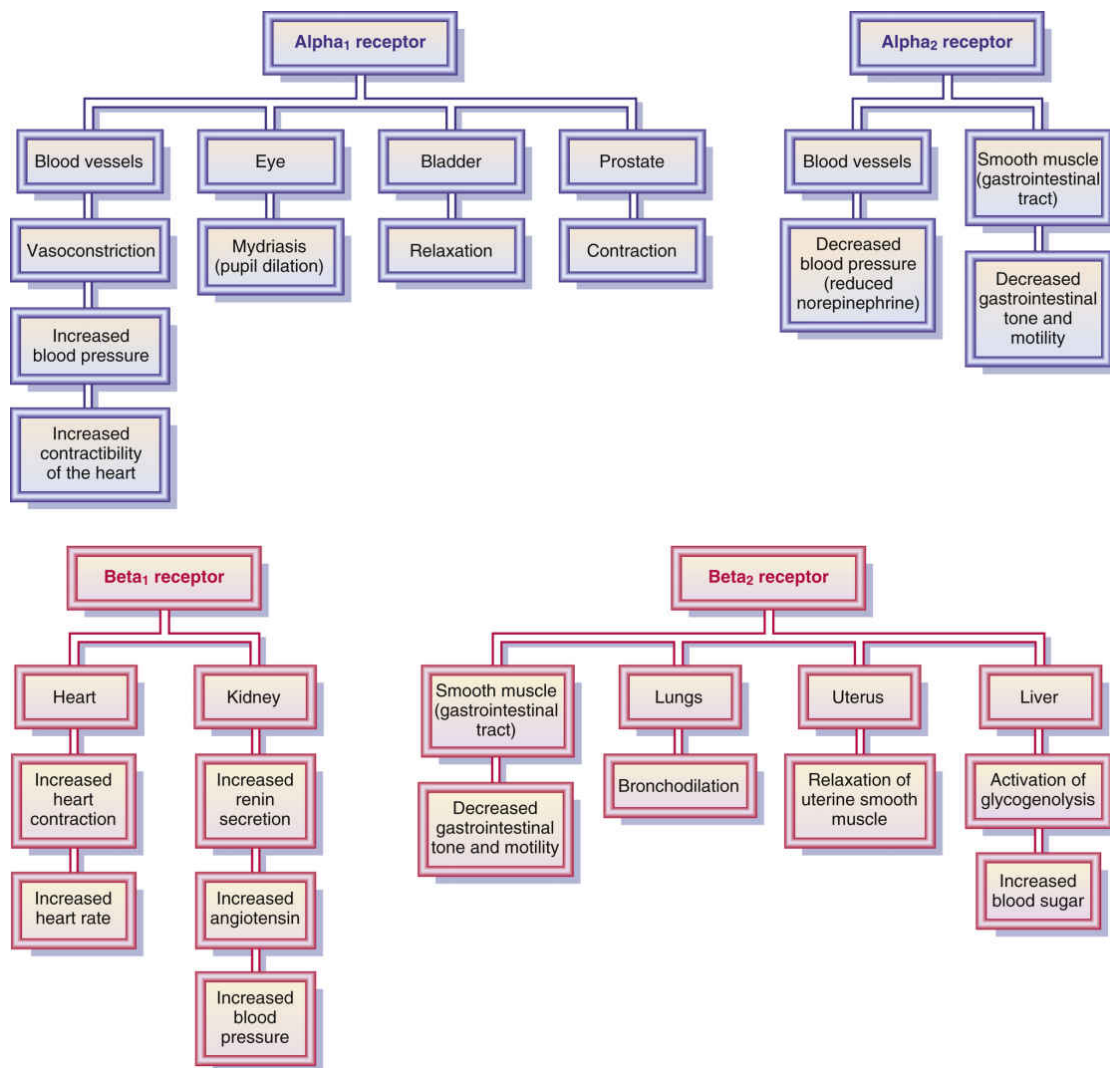 Alpha₁ receptor
Blood vessels
Vasoconstriction
Increased
blood pressure
Increased
contractibility
of the heart
Eye
Mydriasis
(pupil dilation)
Bladder
Relaxation
Prostate
Contraction
Alpha₂ receptor
Blood vessels
Decreased
blood pressure
(reduced
norepinephrine)
Smooth muscle
(gastrointestinal
tract)
Decreased
gastrointestinal
tone and
motility
Beta₁ receptor
Heart
Increased
heart
contraction
Increased
heart rate
Kidney
Increased
renin
secretion
Increased
angiotensin
Increased
blood
pressure
Beta₂ receptor
Smooth muscle
(gastrointestinal
tract)
Decreased
gastrointestinal
tone and motility
Lungs
Bronchodilation
Uterus
Relaxation of
uterine smooth
muscle
Liver
Activation of
glycogenolysis
Increased
blood sugar